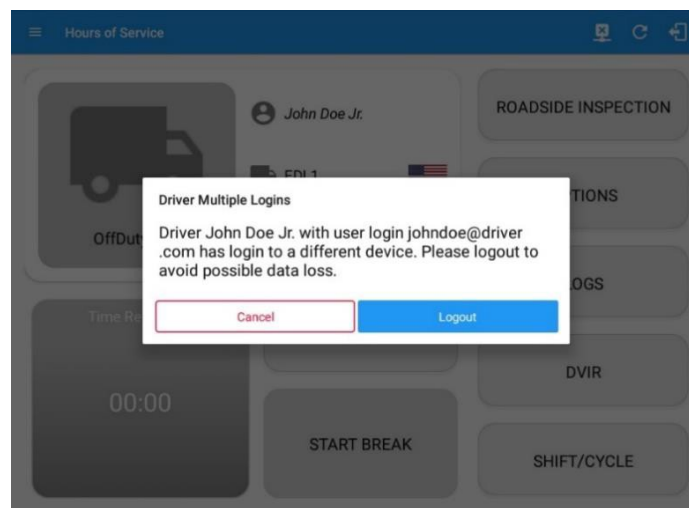 Hours of Service
John Doe Jr.
ROADSIDE INSPECTION
Driver Multiple Logins
Driver John Doe Jr. with user login johndoe@driver
.com has login to a different device. Please logout to
avoid possible data loss.
Cancel
Logout
DVIR
00:00
START BREAK
SHIFT/CYCLE